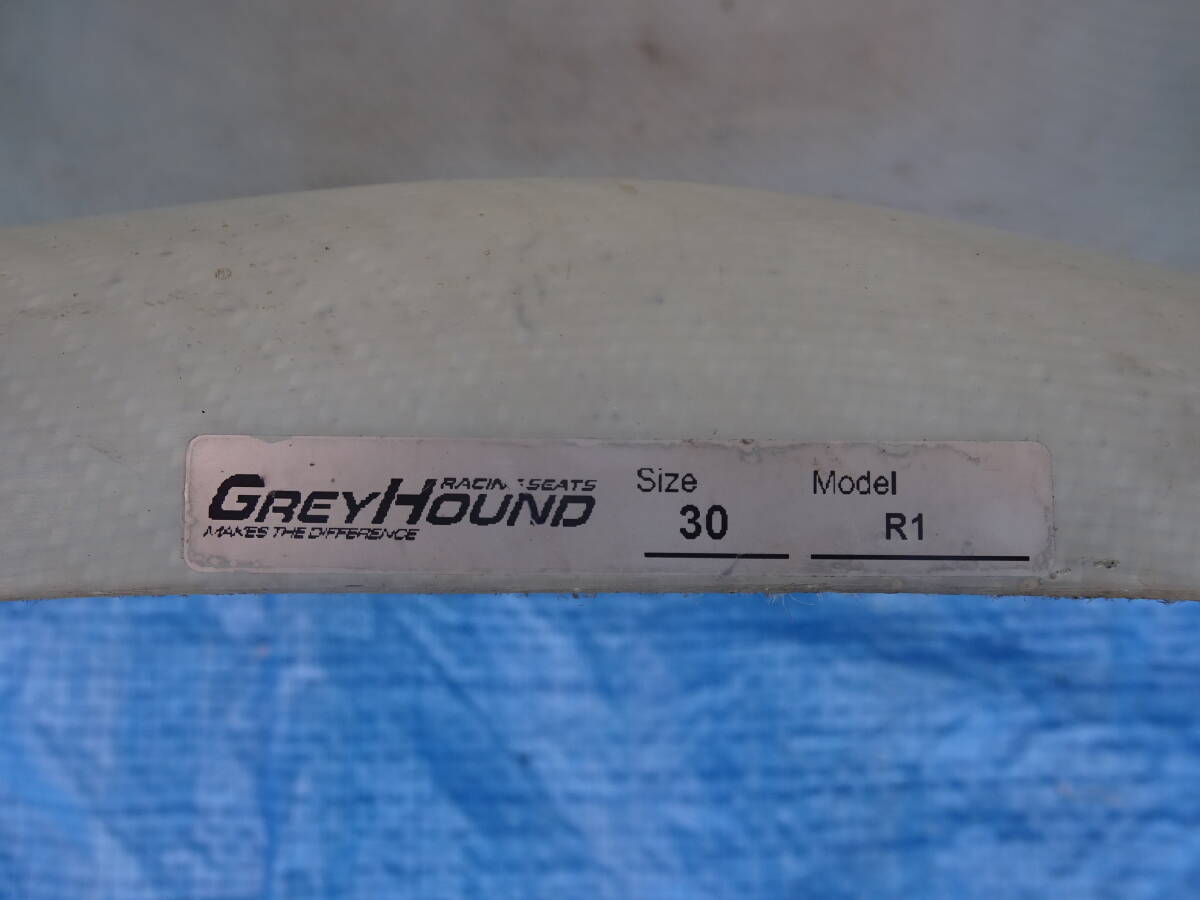 RACING SEATS
GREYHOUND
MAKES THE DIFFERENCE
Size
30
Model
R1